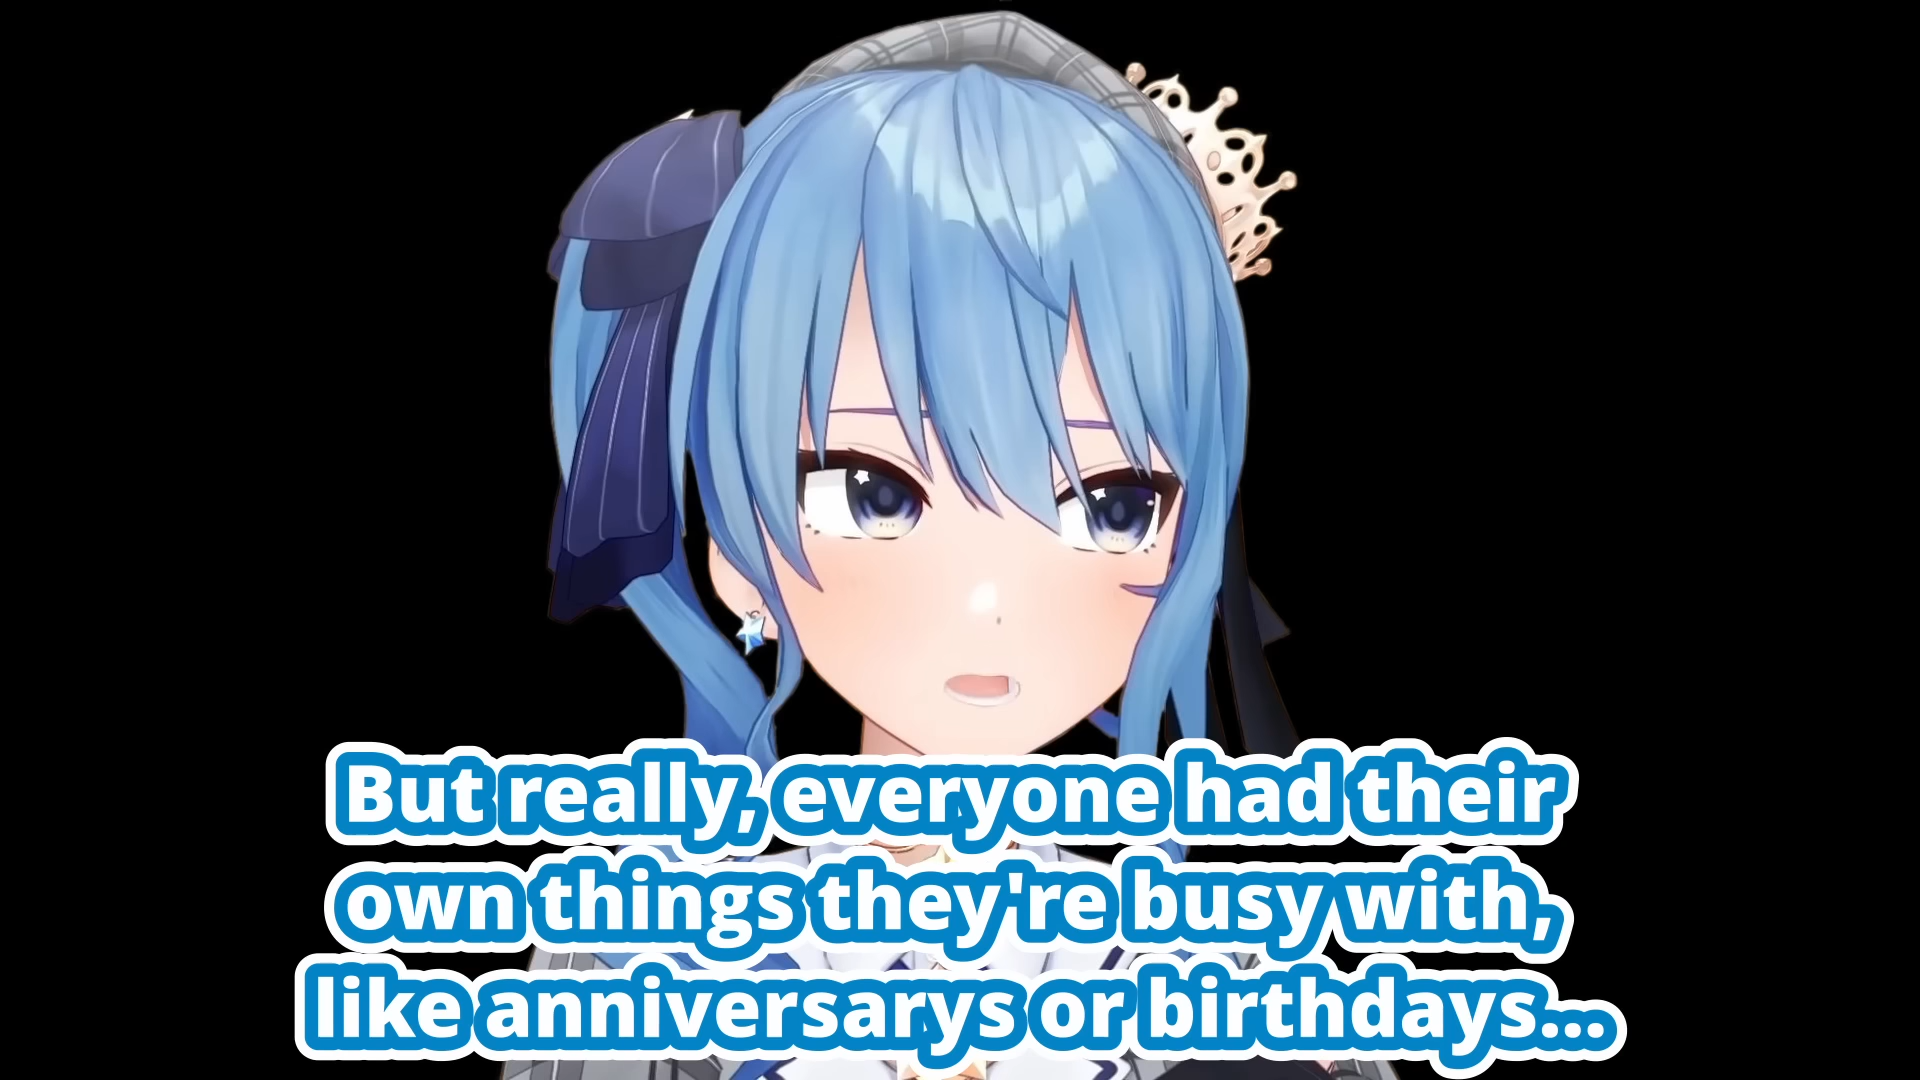 But really, everyone had their
own things they're busy with,
like anniversarys or birthdays...